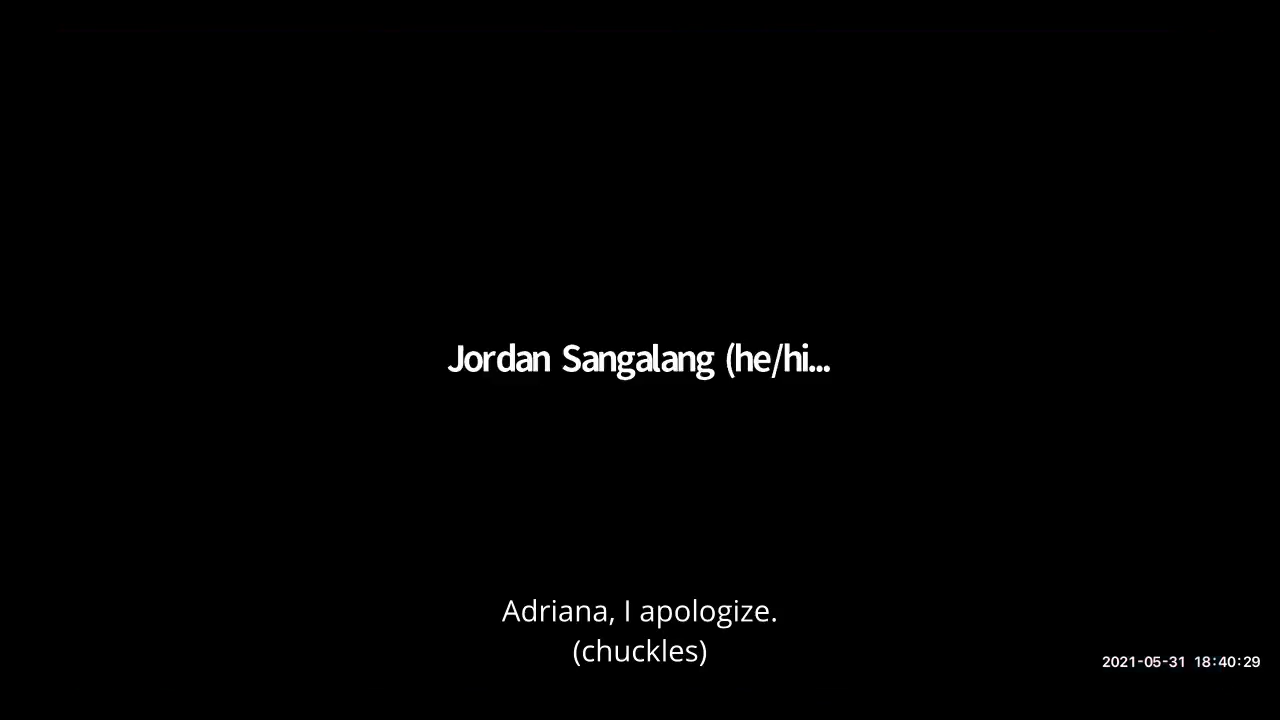 Jordan Sangalang (he/hi...
Adriana, I apologize.
(chuckles)
2021-05-31 18:40:29